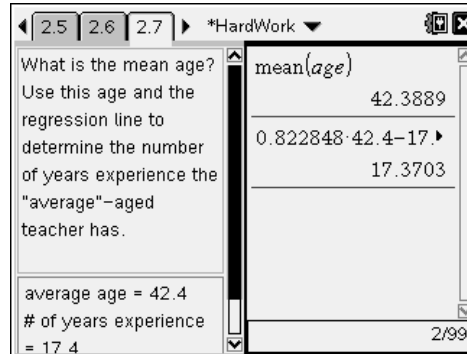 2.5 2.6 2.7 *HardWork
What is the mean age?
Use this age and the
regression line to
determine the number
of years experience the
"average"-aged
teacher has.
average age = 42.4
# of years experience
= 17.4
mean(age)
42.3889
0.822848·42.4−17.
17.3703
2/99